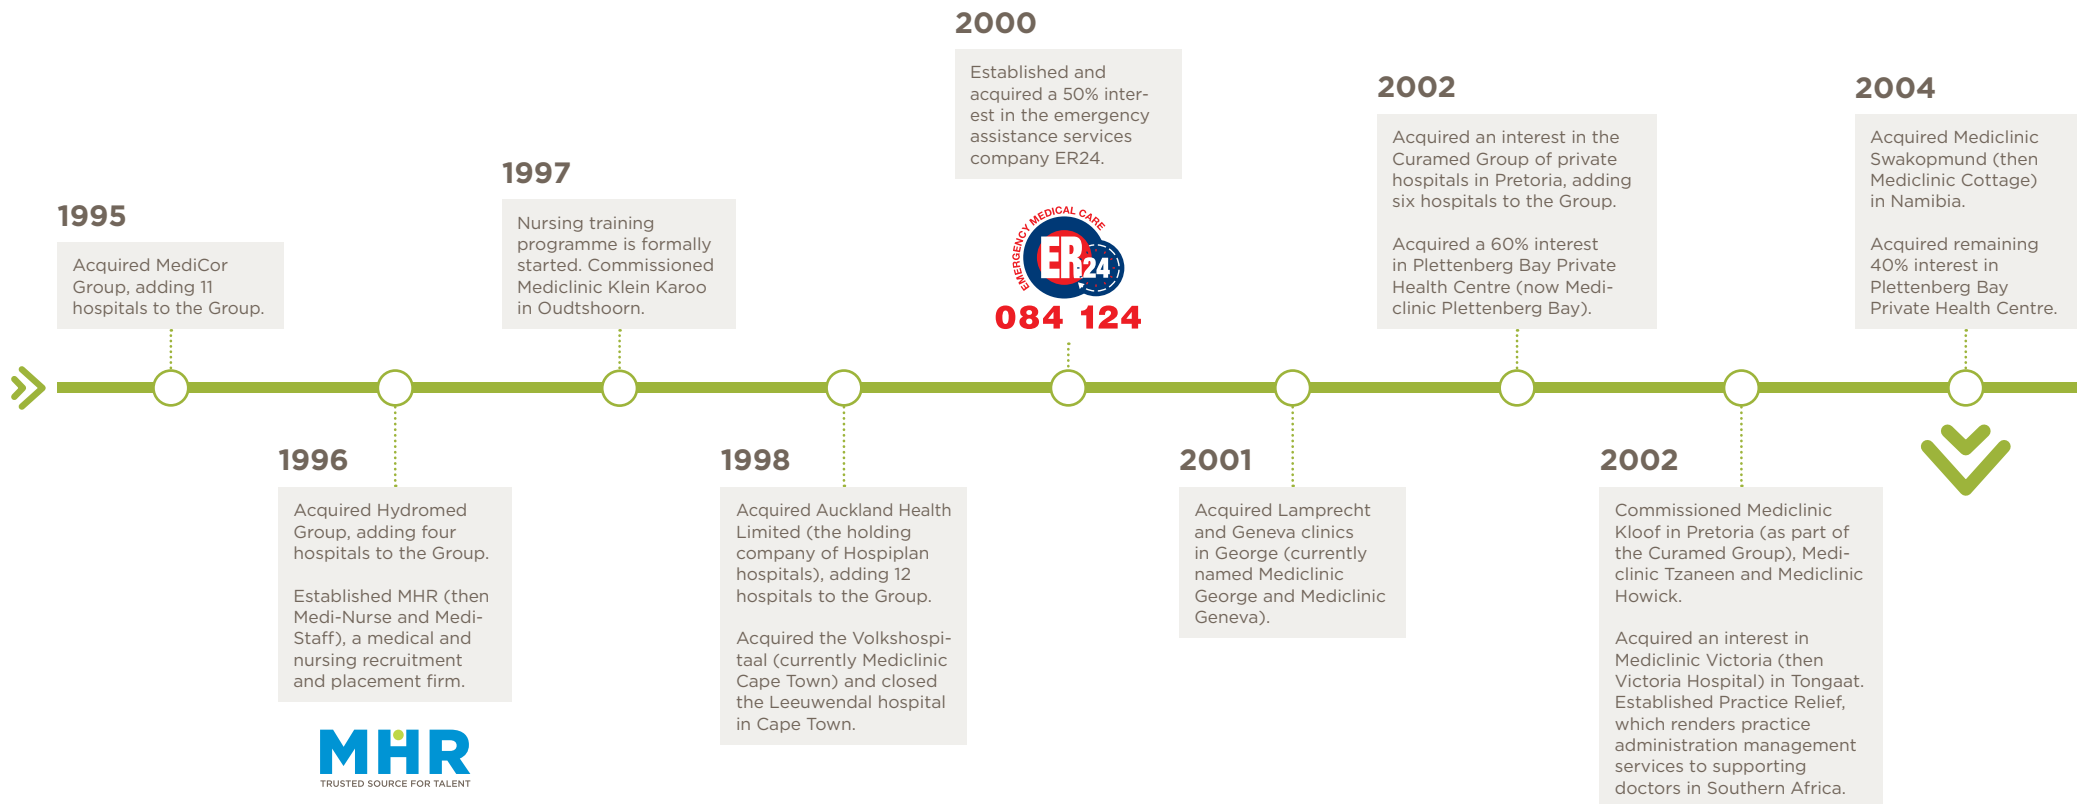 1995
Acquired MediCor
Group, adding 11
hospitals to the Group.
1996
Acquired Hydromed
Group, adding four
hospitals to the Group.
Established MHR (then
Medi-Nurse and Medi-
Staff), a medical and
nursing recruitment
and placement firm.
MHR
TRUSTED SOURCE FOR TALENT
1997
Nursing training
programme is formally
started. Commissioned
Mediclinic Klein Karoo
in Oudtshoorn.
1998
Acquired Auckland Health
Limited (the holding
company of Hospiplan
hospitals), adding 12
hospitals to the Group.
Acquired the Volkshospi-
taal (currently Mediclinic
Cape Town) and closed
the Leeuwendal hospital
in Cape Town.
2000
Established and
acquired a 50% inter-
est in the emergency
assistance services
company ER24.
EMERGENCY MEDICAL CARE
ER24
084 124
2001
Acquired Lamprecht
and Geneva clinics
in George (currently
named Mediclinic
George and Mediclinic
Geneva).
2002
Acquired an interest in the
Curamed Group of private
hospitals in Pretoria, adding
six hospitals to the Group.
Acquired a 60% interest
in Plettenberg Bay Private
Health Centre (now Medi-
clinic Plettenberg Bay).
2002
Commissioned Mediclinic
Kloof in Pretoria (as part of
the Curamed Group), Medi-
clinic Tzaneen and Mediclinic
Howick.
Acquired an interest in
Mediclinic Victoria (then
Victoria Hospital) in Tongaat.
Established Practice Relief,
which renders practice
administration management
services to supporting
doctors in Southern Africa.
2004
Acquired Mediclinic
Swakopmund (then
Mediclinic Cottage)
in Namibia.
Acquired remaining
40% interest in
Plettenberg Bay
Private Health Centre.